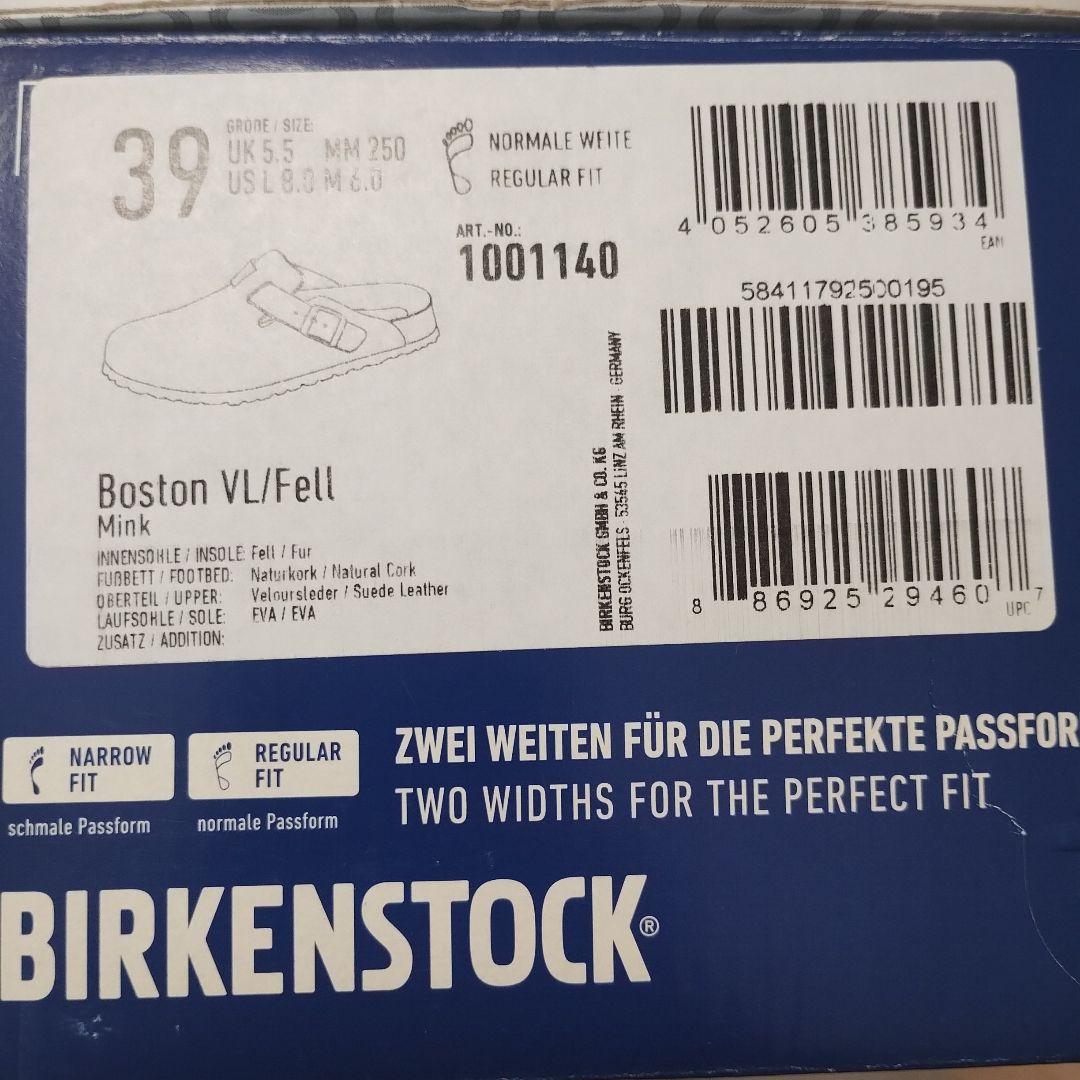 39
GRÖßE / SIZE:
UK 5.5 MM 250
US L 8.0 M 6.0
NORMALE WEITE
REGULAR FIT
ART.-NO.:
1001140
4 052605 385934
EAN
58411792500195
8 86925 29460 7
UPC
BIRKENSTOCK GMBH & CO. KG
BURG OCKENFELS · 53545 LINZ AM RHEIN · GERMANY
Boston VL/Fell
Mink
INNENSOHLE / INSOLE: Fell / Fur
FUßBETT / FOOTBED: Naturkork / Natural Cork
OBERTEIL / UPPER: Veloursleder / Suede Leather
LAUFSOHLE / SOLE: EVA / EVA
ZUSATZ / ADDITION:
NARROW
FIT
schmale Passform
REGULAR
FIT
normale Passform
ZWEI WEITEN FÜR DIE PERFEKTE PASSFOR
TWO WIDTHS FOR THE PERFECT FIT
BIRKENSTOCK®